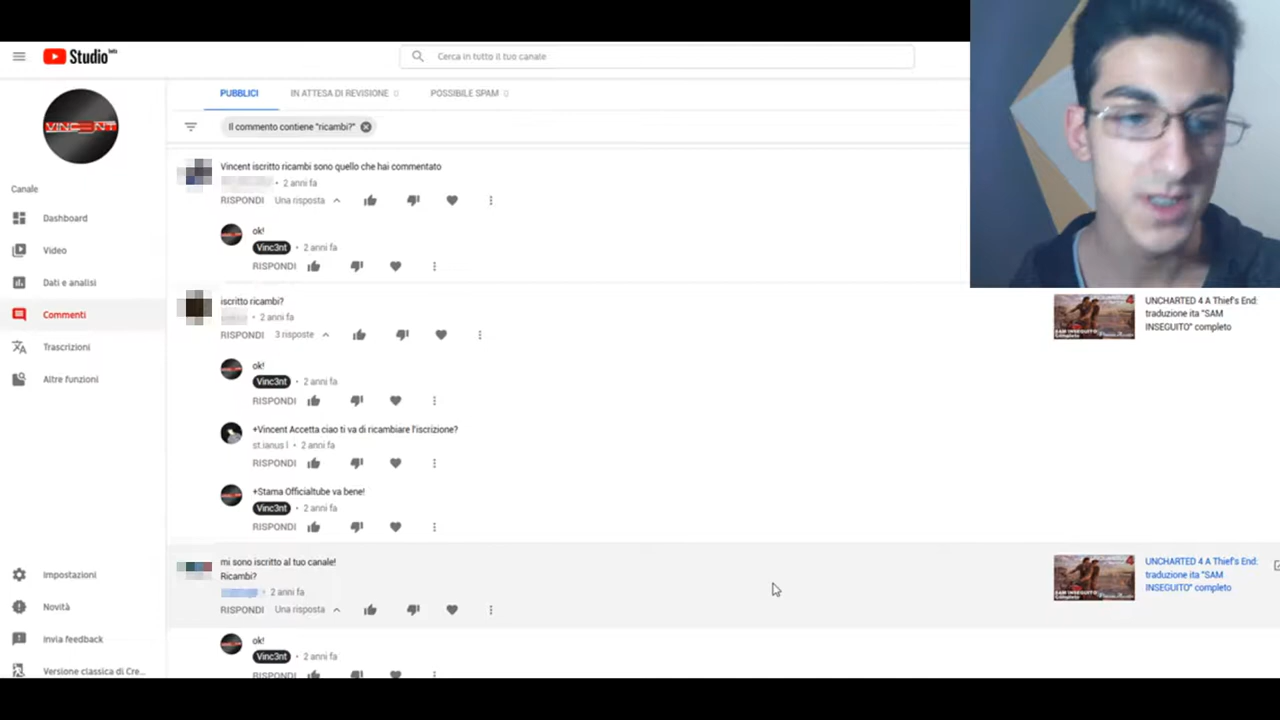 Studio beta
Cerca in tutto il tuo canale
PUBBLICI
IN ATTESA DI REVISIONE 0
POSSIBILE SPAM 0
Il commento contiene "ricambi?"
VINCENT
Canale
Dashboard
Video
Dati e analisi
Commenti
Trascrizioni
Altre funzioni
Impostazioni
Novità
Invia feedback
Versione classica di Cre...
Vincent iscritto ricambi sono quello che hai commentato
• 2 anni fa
RISPONDI Una risposta
ok!
Vinc3nt • 2 anni fa
RISPONDI
iscritto ricambi?
• 2 anni fa
RISPONDI 3 risposte
UNCHARTED 4 A Thief's End:
traduzione ita "SAM
INSEGUITO" completo
ok!
Vinc3nt • 2 anni fa
RISPONDI
+Vincent Accetta ciao ti va di ricambiare l'iscrizione?
st.ianus l • 2 anni fa
RISPONDI
+Stama Officialtube va bene!
Vinc3nt • 2 anni fa
RISPONDI
mi sono iscritto al tuo canale!
Ricambi?
• 2 anni fa
RISPONDI Una risposta
UNCHARTED 4 A Thief's End:
traduzione ita "SAM
INSEGUITO" completo
ok!
Vinc3nt • 2 anni fa
RISPONDI